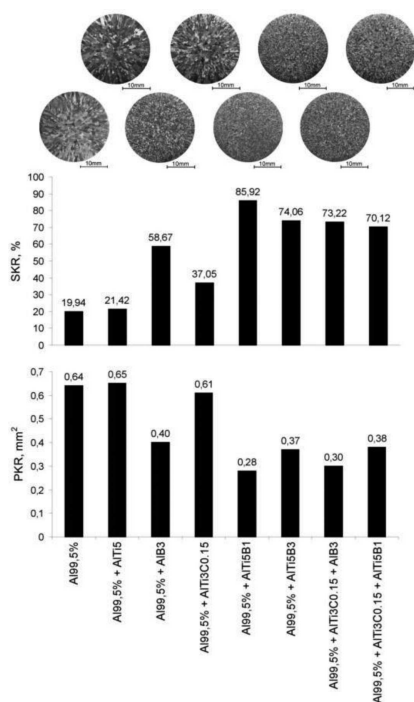 10mm
10mm
10mm
10mm
10mm
10mm
10mm
10mm
SKR, %
100
90
80
70
60
50
40
30
20
10
0
19,94
21,42
58,67
37,05
85,92
74,06
73,22
70,12
PKR, mm²
0,7
0,6
0,5
0,4
0,3
0,2
0,1
0,0
0,64
0,65
0,40
0,61
0,28
0,37
0,30
0,38
Al99,5%
Al99,5% + AlTi5
Al99,5% + AlB3
Al99,5% + AlTi3C0.15
Al99,5% + AlTi5B1
Al99,5% + AlTi5B3
Al99,5% + AlTi3C0.15 + AlB3
Al99,5% + AlTi3C0.15 + AlTi5B1